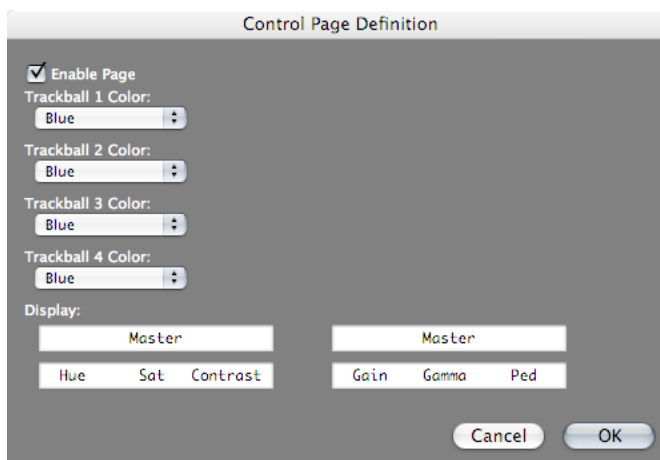 Control Page Definition
Enable Page
Trackball 1 Color:
Blue
Trackball 2 Color:
Blue
Trackball 3 Color:
Blue
Trackball 4 Color:
Blue
Display:
Master Master
Hue Sat Contrast Gain Gamma Ped
Cancel OK